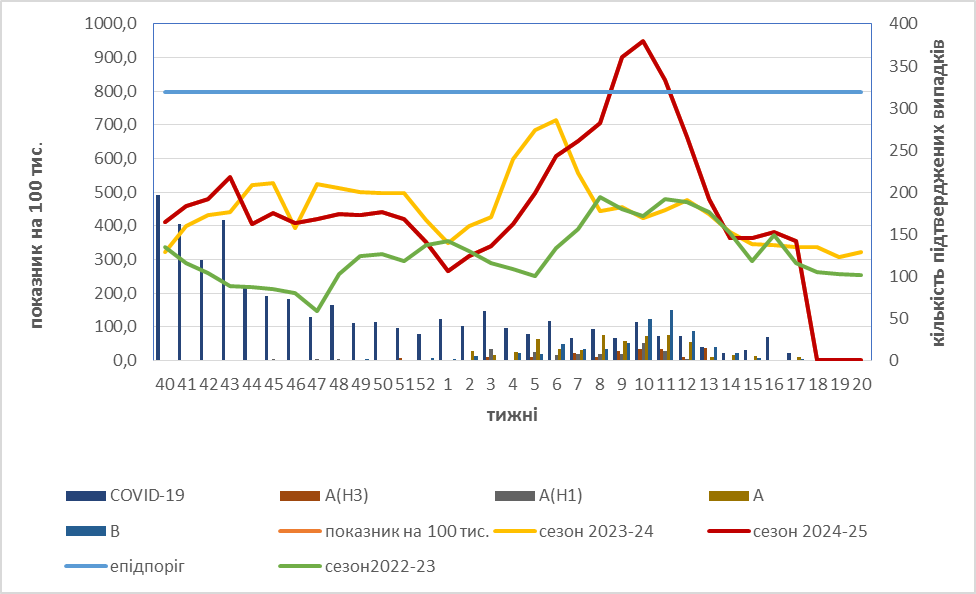 1000,0
900,0
800,0
700,0
600,0
500,0
400,0
300,0
200,0
100,0
0,0
показник на 100 тис.
400
350
300
250
200
150
100
50
0
кількість підтверджених випадків
40 41 42 43 44 45 46 47 48 49 50 51 52 1 2 3 4 5 6 7 8 9 10 11 12 13 14 15 16 17 18 19 20
тижні
COVID-19 A(H3) A(H1) A
B показник на 100 тис. сезон 2023-24 сезон 2024-25
епідпоріг сезон2022-23